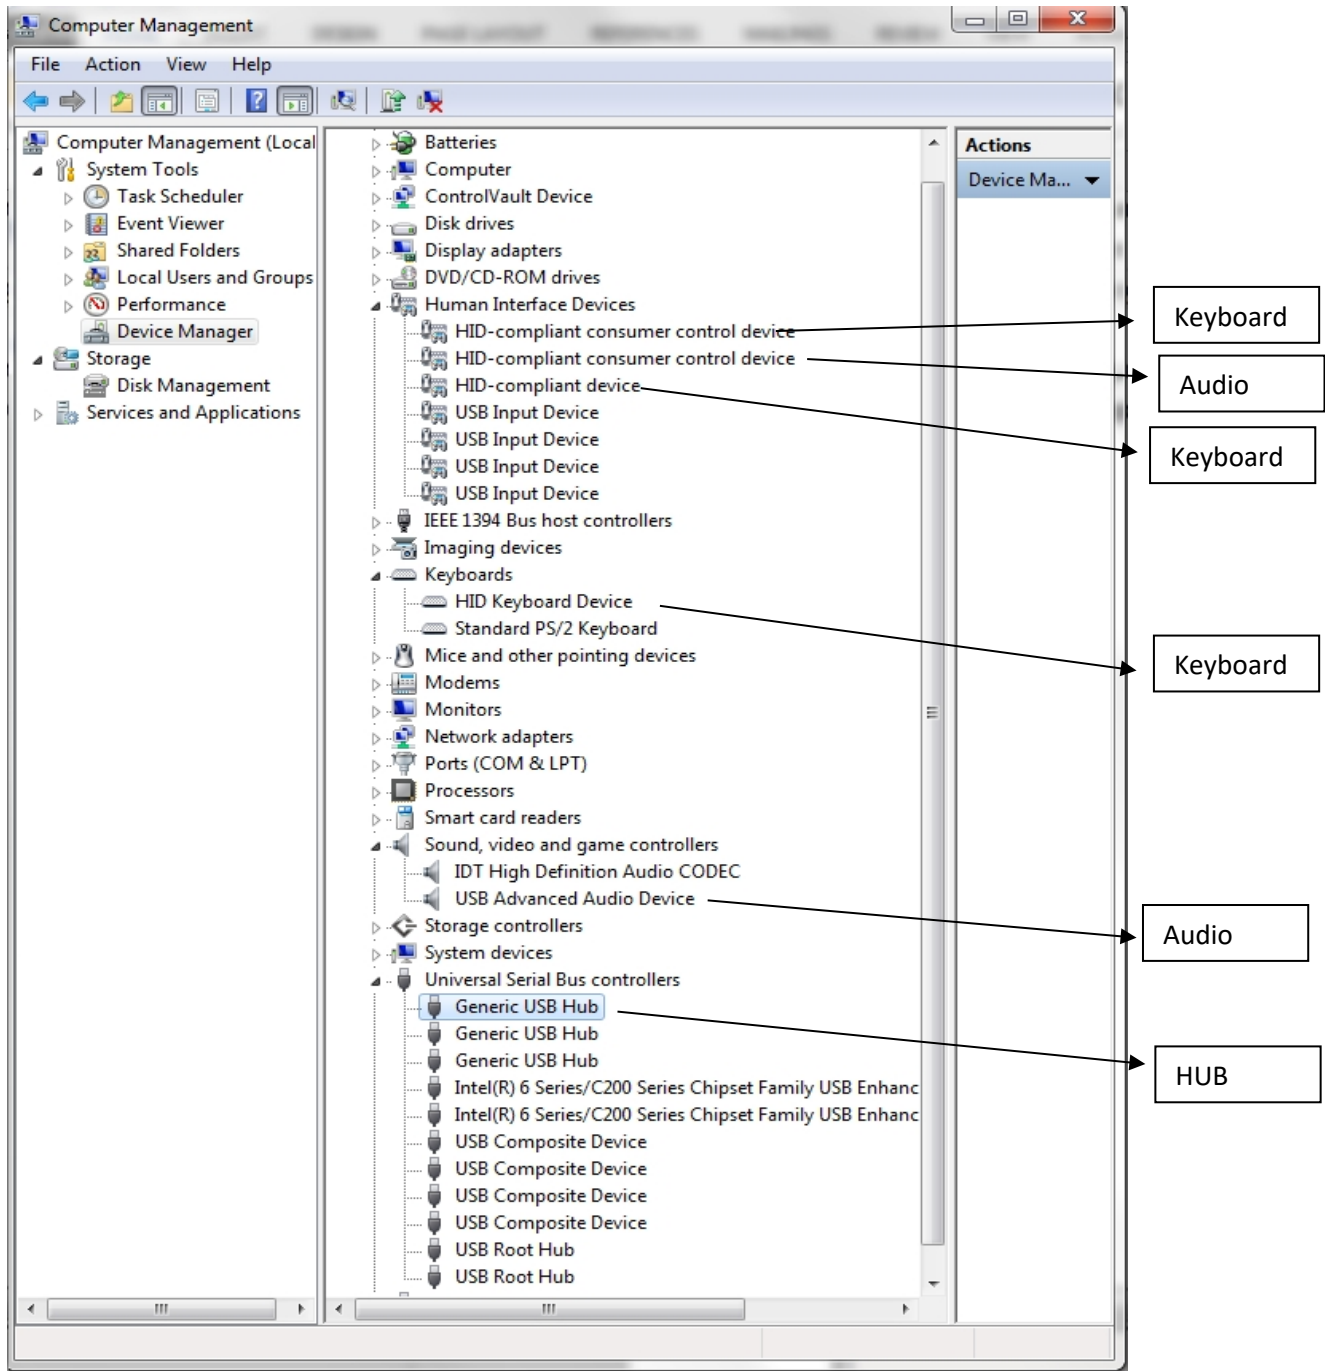 Computer Management
File Action View Help
Computer Management (Local
System Tools
Task Scheduler
Event Viewer
Shared Folders
Local Users and Groups
Performance
Device Manager
Storage
Disk Management
Services and Applications
Batteries
Computer
ControlVault Device
Disk drives
Display adapters
DVD/CD-ROM drives
Human Interface Devices
HID-compliant consumer control device
HID-compliant consumer control device
HID-compliant device
USB Input Device
USB Input Device
USB Input Device
USB Input Device
IEEE 1394 Bus host controllers
Imaging devices
Keyboards
HID Keyboard Device
Standard PS/2 Keyboard
Mice and other pointing devices
Modems
Monitors
Network adapters
Ports (COM & LPT)
Processors
Smart card readers
Sound, video and game controllers
IDT High Definition Audio CODEC
USB Advanced Audio Device
Storage controllers
System devices
Universal Serial Bus controllers
Generic USB Hub
Generic USB Hub
Generic USB Hub
Intel(R) 6 Series/C200 Series Chipset Family USB Enhanc
Intel(R) 6 Series/C200 Series Chipset Family USB Enhanc
USB Composite Device
USB Composite Device
USB Composite Device
USB Composite Device
USB Root Hub
USB Root Hub
Actions
Device Ma...
Keyboard
Audio
Keyboard
Keyboard
Audio
HUB